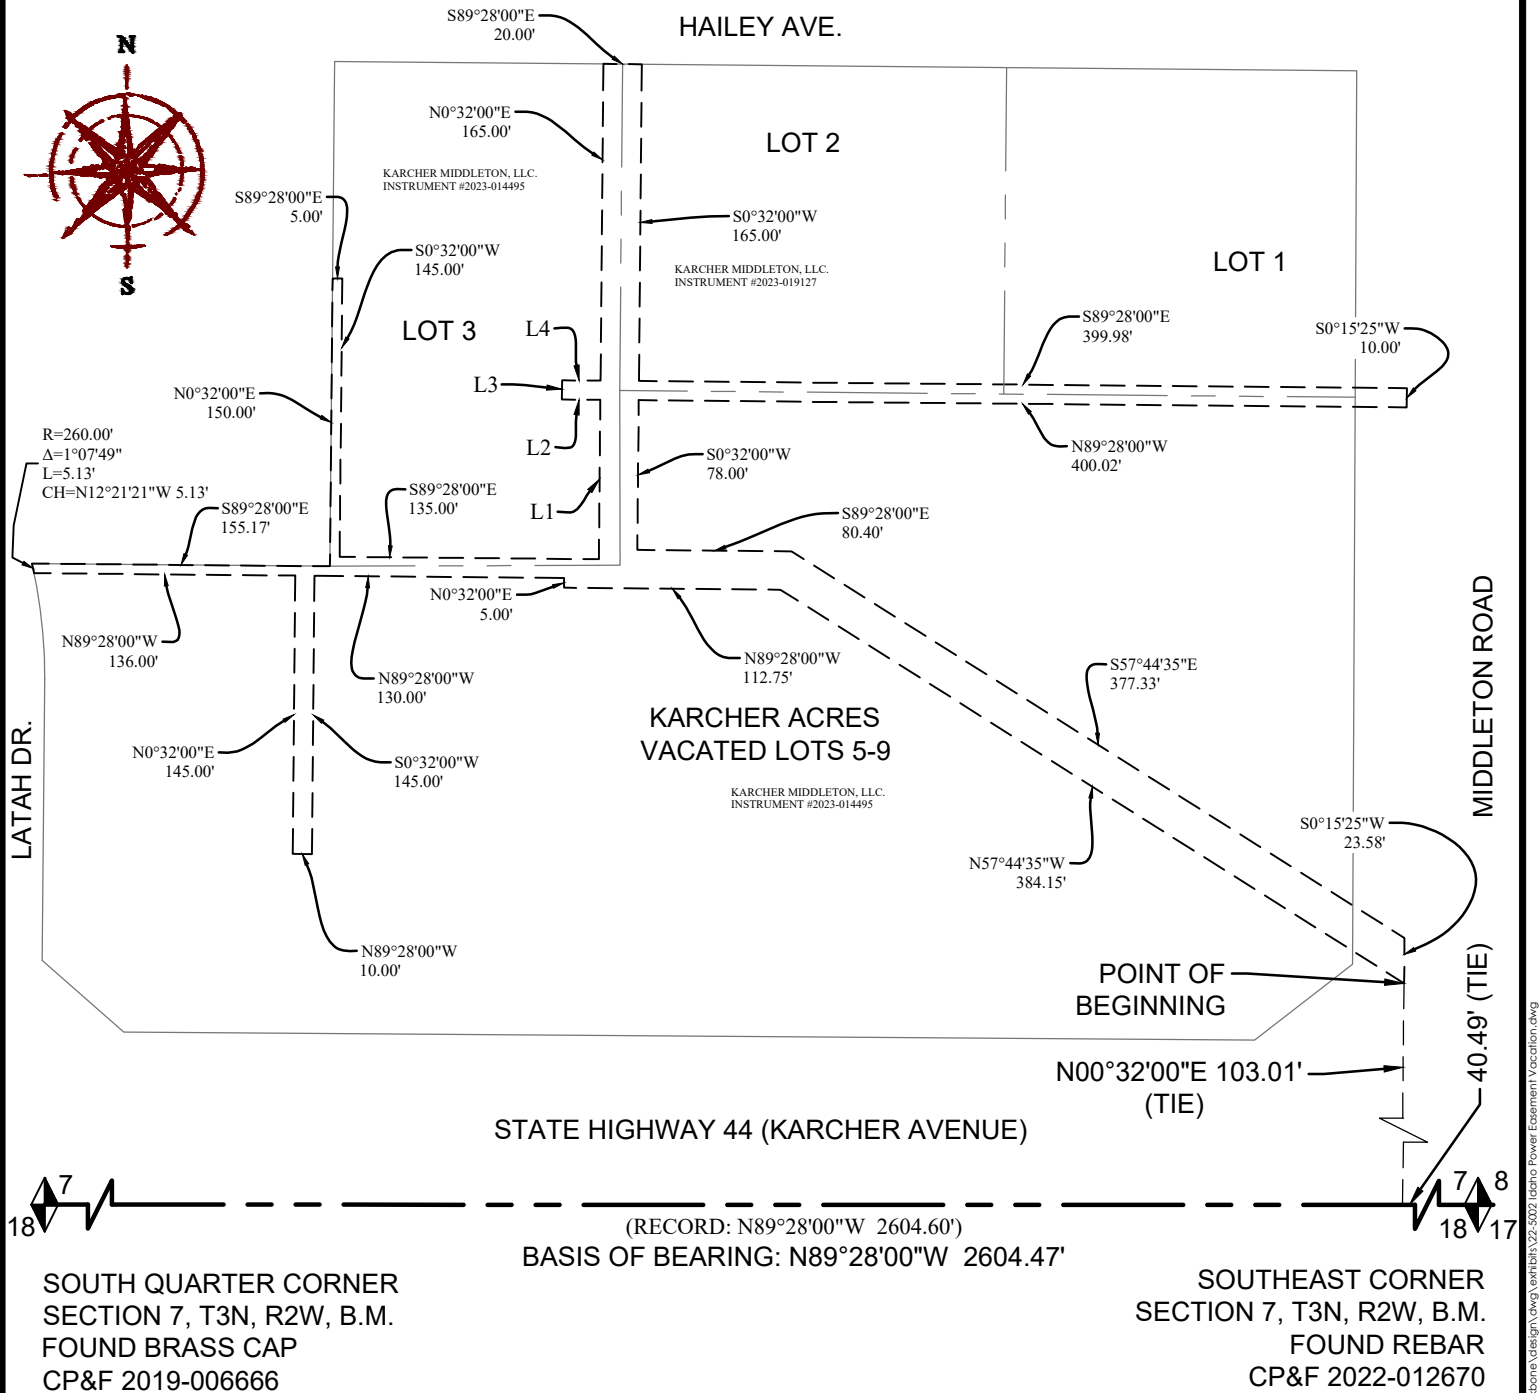 S89°28'00"E
20.00'
HAILEY AVE.
N
S
N0°32'00"E
165.00'
LOT 2
KARCHER MIDDLETON, LLC.
INSTRUMENT #2023-014495
S89°28'00"E
5.00'
S0°32'00"W
165.00'
S0°32'00"W
145.00'
KARCHER MIDDLETON, LLC.
INSTRUMENT #2023-019127
LOT 1
LOT 3
L4
S89°28'00"E
399.98'
S0°15'25"W
10.00'
L3
N0°32'00"E
150.00'
L2
R=260.00'
Δ=1°07'49"
L=5.13'
CH=N12°21'21"W 5.13'
S0°32'00"W
78.00'
N89°28'00"W
400.02'
S89°28'00"E
155.17'
S89°28'00"E
135.00'
L1
S89°28'00"E
80.40'
N0°32'00"E
5.00'
N89°28'00"W
136.00'
N89°28'00"W
130.00'
N89°28'00"W
112.75'
S57°44'35"E
377.33'
MIDDLETON ROAD
KARCHER ACRES
VACATED LOTS 5-9
KARCHER MIDDLETON, LLC.
INSTRUMENT #2023-014495
LATAH DR.
N0°32'00"E
145.00'
S0°32'00"W
145.00'
S0°15'25"W
23.58'
N57°44'35"W
384.15'
N89°28'00"W
10.00'
POINT OF
BEGINNING
40.49' (TIE)
N00°32'00"E 103.01'
(TIE)
STATE HIGHWAY 44 (KARCHER AVENUE)
7
18
7
8
18
17
(RECORD: N89°28'00"W 2604.60')
BASIS OF BEARING: N89°28'00"W 2604.47'
SOUTH QUARTER CORNER
SECTION 7, T3N, R2W, B.M.
FOUND BRASS CAP
CP&F 2019-006666
SOUTHEAST CORNER
SECTION 7, T3N, R2W, B.M.
FOUND REBAR
CP&F 2022-012670
\design\dwg\exhibits\22-5002 Idaho Power Easement Vacation.dwg